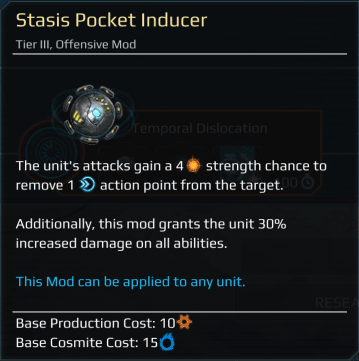 Stasis Pocket Inducer
Tier III, Offensive Mod
Temporal Dislocation
The unit's attacks gain a 4 strength chance to
remove 1 action point from the target.
Additionally, this mod grants the unit 30%
increased damage on all abilities.
This Mod can be applied to any unit.
RESEA
Base Production Cost: 10
Base Cosmite Cost: 15